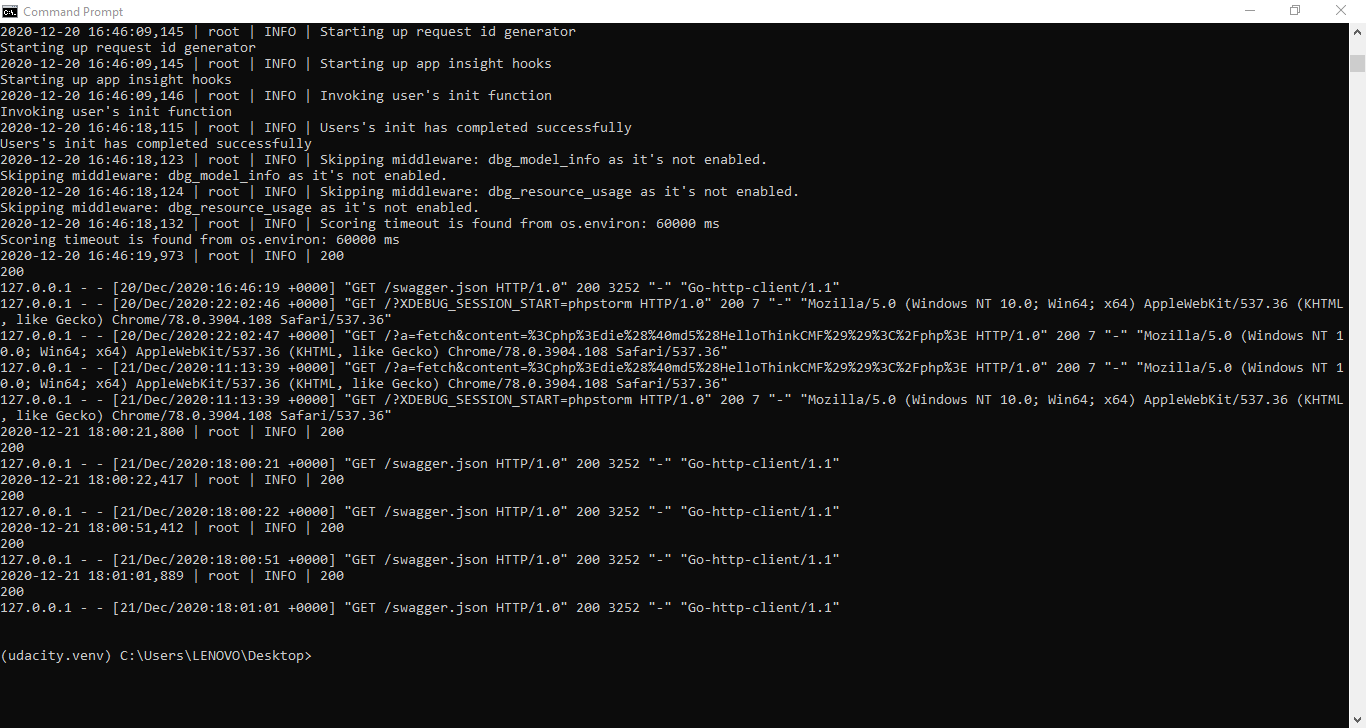 Command Prompt
2020-12-20 16:46:09,145 | root | INFO | Starting up request id generator
Starting up request id generator
2020-12-20 16:46:09,145 | root | INFO | Starting up app insight hooks
Starting up app insight hooks
2020-12-20 16:46:09,146 | root | INFO | Invoking user's init function
Invoking user's init function
2020-12-20 16:46:18,115 | root | INFO | Users's init has completed successfully
Users's init has completed successfully
2020-12-20 16:46:18,123 | root | INFO | Skipping middleware: dbg_model_info as it's not enabled.
Skipping middleware: dbg_model_info as it's not enabled.
2020-12-20 16:46:18,124 | root | INFO | Skipping middleware: dbg_resource_usage as it's not enabled.
Skipping middleware: dbg_resource_usage as it's not enabled.
2020-12-20 16:46:18,132 | root | INFO | Scoring timeout is found from os.environ: 60000 ms
Scoring timeout is found from os.environ: 60000 ms
2020-12-20 16:46:19,973 | root | INFO | 200
200
127.0.0.1 - - [20/Dec/2020:16:46:19 +0000] "GET /swagger.json HTTP/1.0" 200 3252 "-" "Go-http-client/1.1"
127.0.0.1 - - [20/Dec/2020:22:02:46 +0000] "GET /?XDEBUG_SESSION_START=phpstorm HTTP/1.0" 200 7 "-" "Mozilla/5.0 (Windows NT 10.0; Win64; x64) AppleWebKit/537.36 (KHTML
, like Gecko) Chrome/78.0.3904.108 Safari/537.36"
127.0.0.1 - - [20/Dec/2020:22:02:47 +0000] "GET /?a=fetch&content=%3Cphp%3Edie%28%40md5%28HelloThinkCMF%29%29%3C%2Fphp%3E HTTP/1.0" 200 7 "-" "Mozilla/5.0 (Windows NT 1
0.0; Win64; x64) AppleWebKit/537.36 (KHTML, like Gecko) Chrome/78.0.3904.108 Safari/537.36"
127.0.0.1 - - [21/Dec/2020:11:13:39 +0000] "GET /?a=fetch&content=%3Cphp%3Edie%28%40md5%28HelloThinkCMF%29%29%3C%2Fphp%3E HTTP/1.0" 200 7 "-" "Mozilla/5.0 (Windows NT 1
0.0; Win64; x64) AppleWebKit/537.36 (KHTML, like Gecko) Chrome/78.0.3904.108 Safari/537.36"
127.0.0.1 - - [21/Dec/2020:11:13:39 +0000] "GET /?XDEBUG_SESSION_START=phpstorm HTTP/1.0" 200 7 "-" "Mozilla/5.0 (Windows NT 10.0; Win64; x64) AppleWebKit/537.36 (KHTML
, like Gecko) Chrome/78.0.3904.108 Safari/537.36"
2020-12-21 18:00:21,800 | root | INFO | 200
200
127.0.0.1 - - [21/Dec/2020:18:00:21 +0000] "GET /swagger.json HTTP/1.0" 200 3252 "-" "Go-http-client/1.1"
2020-12-21 18:00:22,417 | root | INFO | 200
200
127.0.0.1 - - [21/Dec/2020:18:00:22 +0000] "GET /swagger.json HTTP/1.0" 200 3252 "-" "Go-http-client/1.1"
2020-12-21 18:00:51,412 | root | INFO | 200
200
127.0.0.1 - - [21/Dec/2020:18:00:51 +0000] "GET /swagger.json HTTP/1.0" 200 3252 "-" "Go-http-client/1.1"
2020-12-21 18:01:01,889 | root | INFO | 200
200
127.0.0.1 - - [21/Dec/2020:18:01:01 +0000] "GET /swagger.json HTTP/1.0" 200 3252 "-" "Go-http-client/1.1"
(udacity.venv) C:\Users\LENOVO\Desktop>